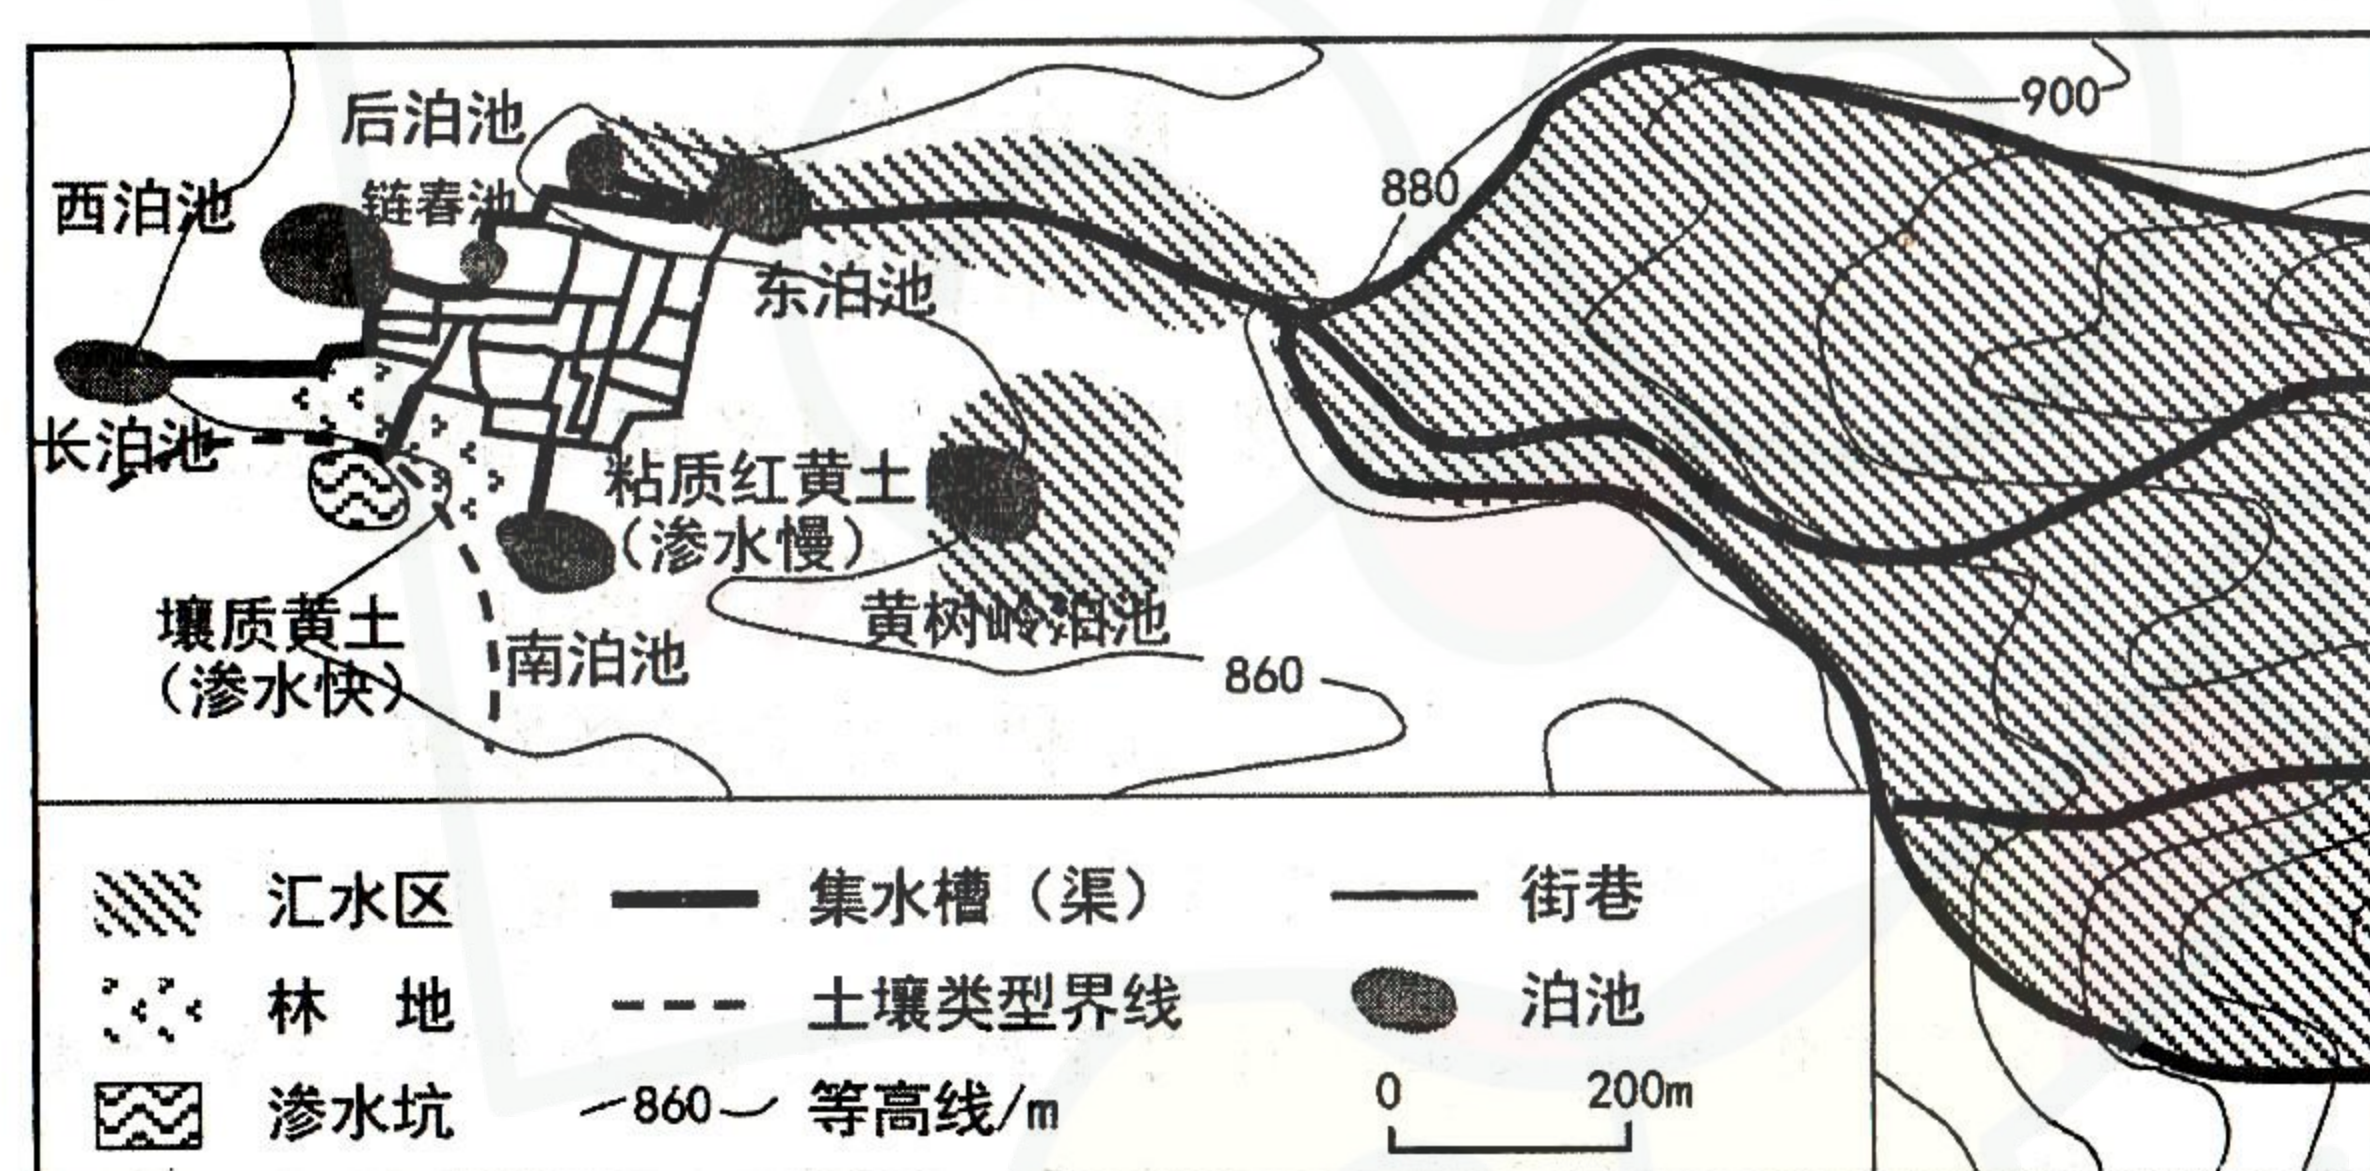 900
后泊池
880
西泊池
链春池
东泊池
长泊池
粘质红黄土
（渗水慢）
黄树岭泊池
壤质黄土
（渗水快）
南泊池
860
汇水区
集水槽（渠）
街巷
林 地
土壤类型界线
泊池
渗水坑
860
等高线/m
0 200m